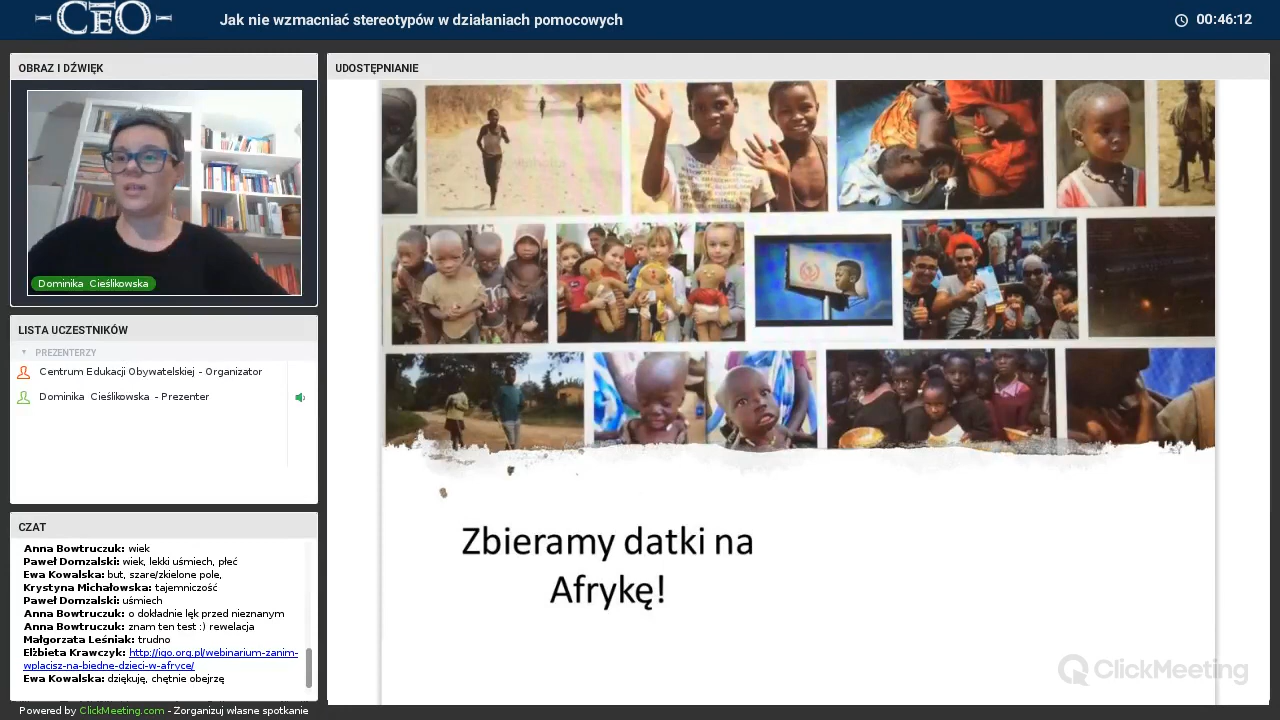 CEO
Jak nie wzmacniać stereotypów w działaniach pomocowych
00:46:12
OBRAZ I DŹWIĘK
Dominika Cieślikowska
LISTA UCZESTNIKÓW
PREZENTERZY
Centrum Edukacji Obywatelskiej - Organizator
Dominika Cieślikowska - Prezenter
CZAT
Anna Bowtruczuk: wiek
Paweł Domzalski: wiek, lekki uśmiech, płeć
Ewa Kowalska: but, szare/zkielone pole,
Krystyna Michałowska: tajemniczość
Paweł Domzalski: uśmiech
Anna Bowtruczuk: o dokładnie lęk przed nieznanym
Anna Bowtruczuk: znam ten test :) rewelacja
Małgorzata Leśniak: trudno
Elżbieta Krawczyk: http://igo.org.pl/webinarium-zanim-
wplacisz-na-biedne-dzieci-w-afryce/
Ewa Kowalska: dziękuję, chętnie obejrzę
Powered by ClickMeeting.com - Zorganizuj własne spotkanie
UDOSTĘPNIANIE
Zbieramy datki na
Afrykę!
ClickMeeting